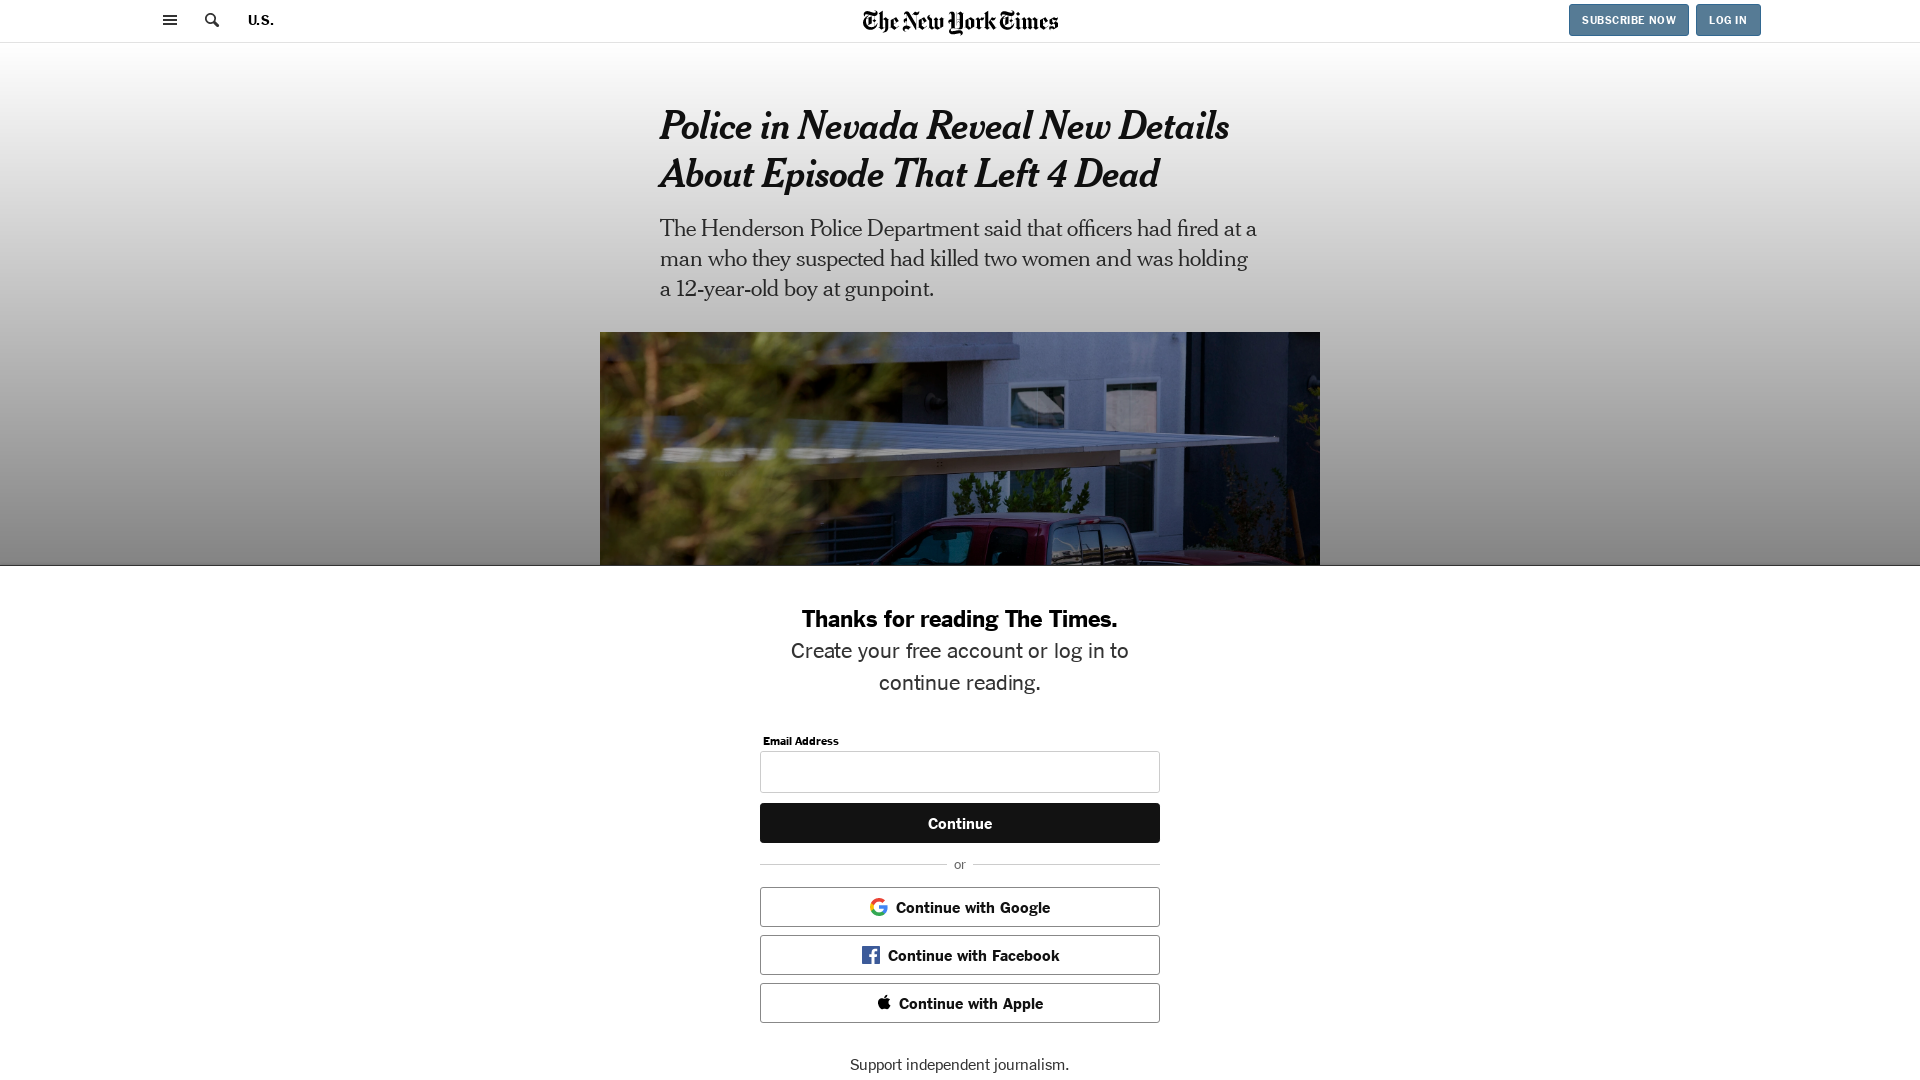 U.S.
The New York Times
SUBSCRIBE NOW
LOG IN
Police in Nevada Reveal New Details
About Episode That Left 4 Dead
The Henderson Police Department said that officers had fired at a
man who they suspected had killed two women and was holding
a 12-year-old boy at gunpoint.
Thanks for reading The Times.
Create your free account or log in to
continue reading.
Email Address
Continue
or
Continue with Google
Continue with Facebook
Continue with Apple
Support independent journalism.